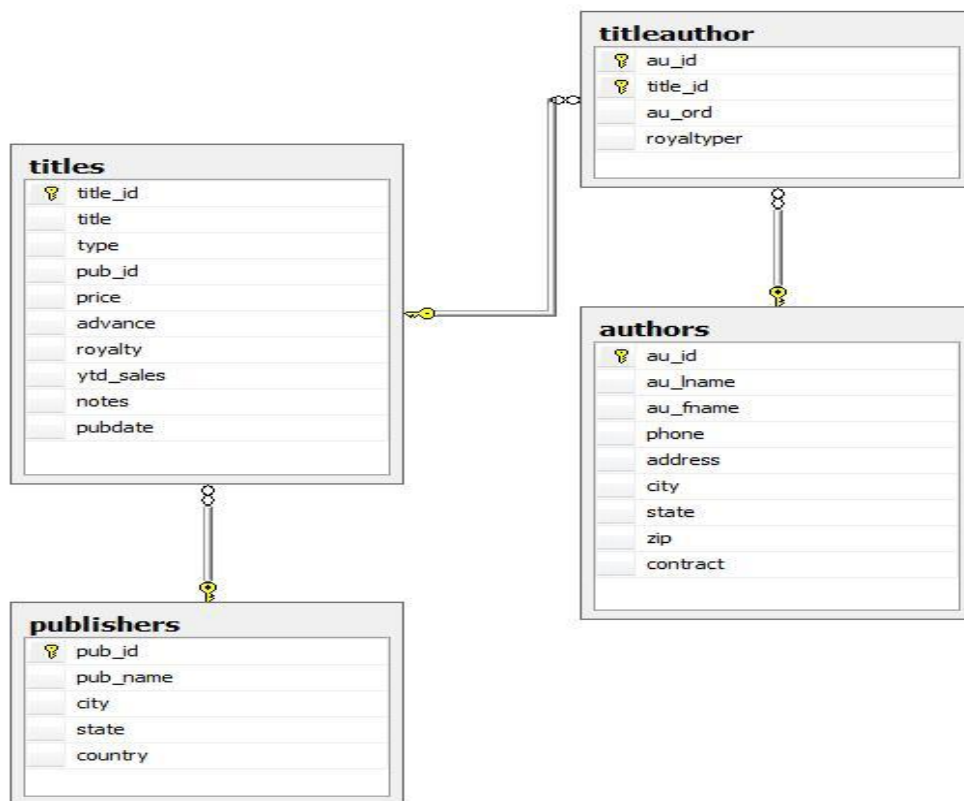 titleauthor
au_id
title_id
au_ord
royaltyper
titles
title_id
title
type
pub_id
price
advance
royalty
ytd_sales
notes
pubdate
authors
au_id
au_lname
au_fname
phone
address
city
state
zip
contract
publishers
pub_id
pub_name
city
state
country